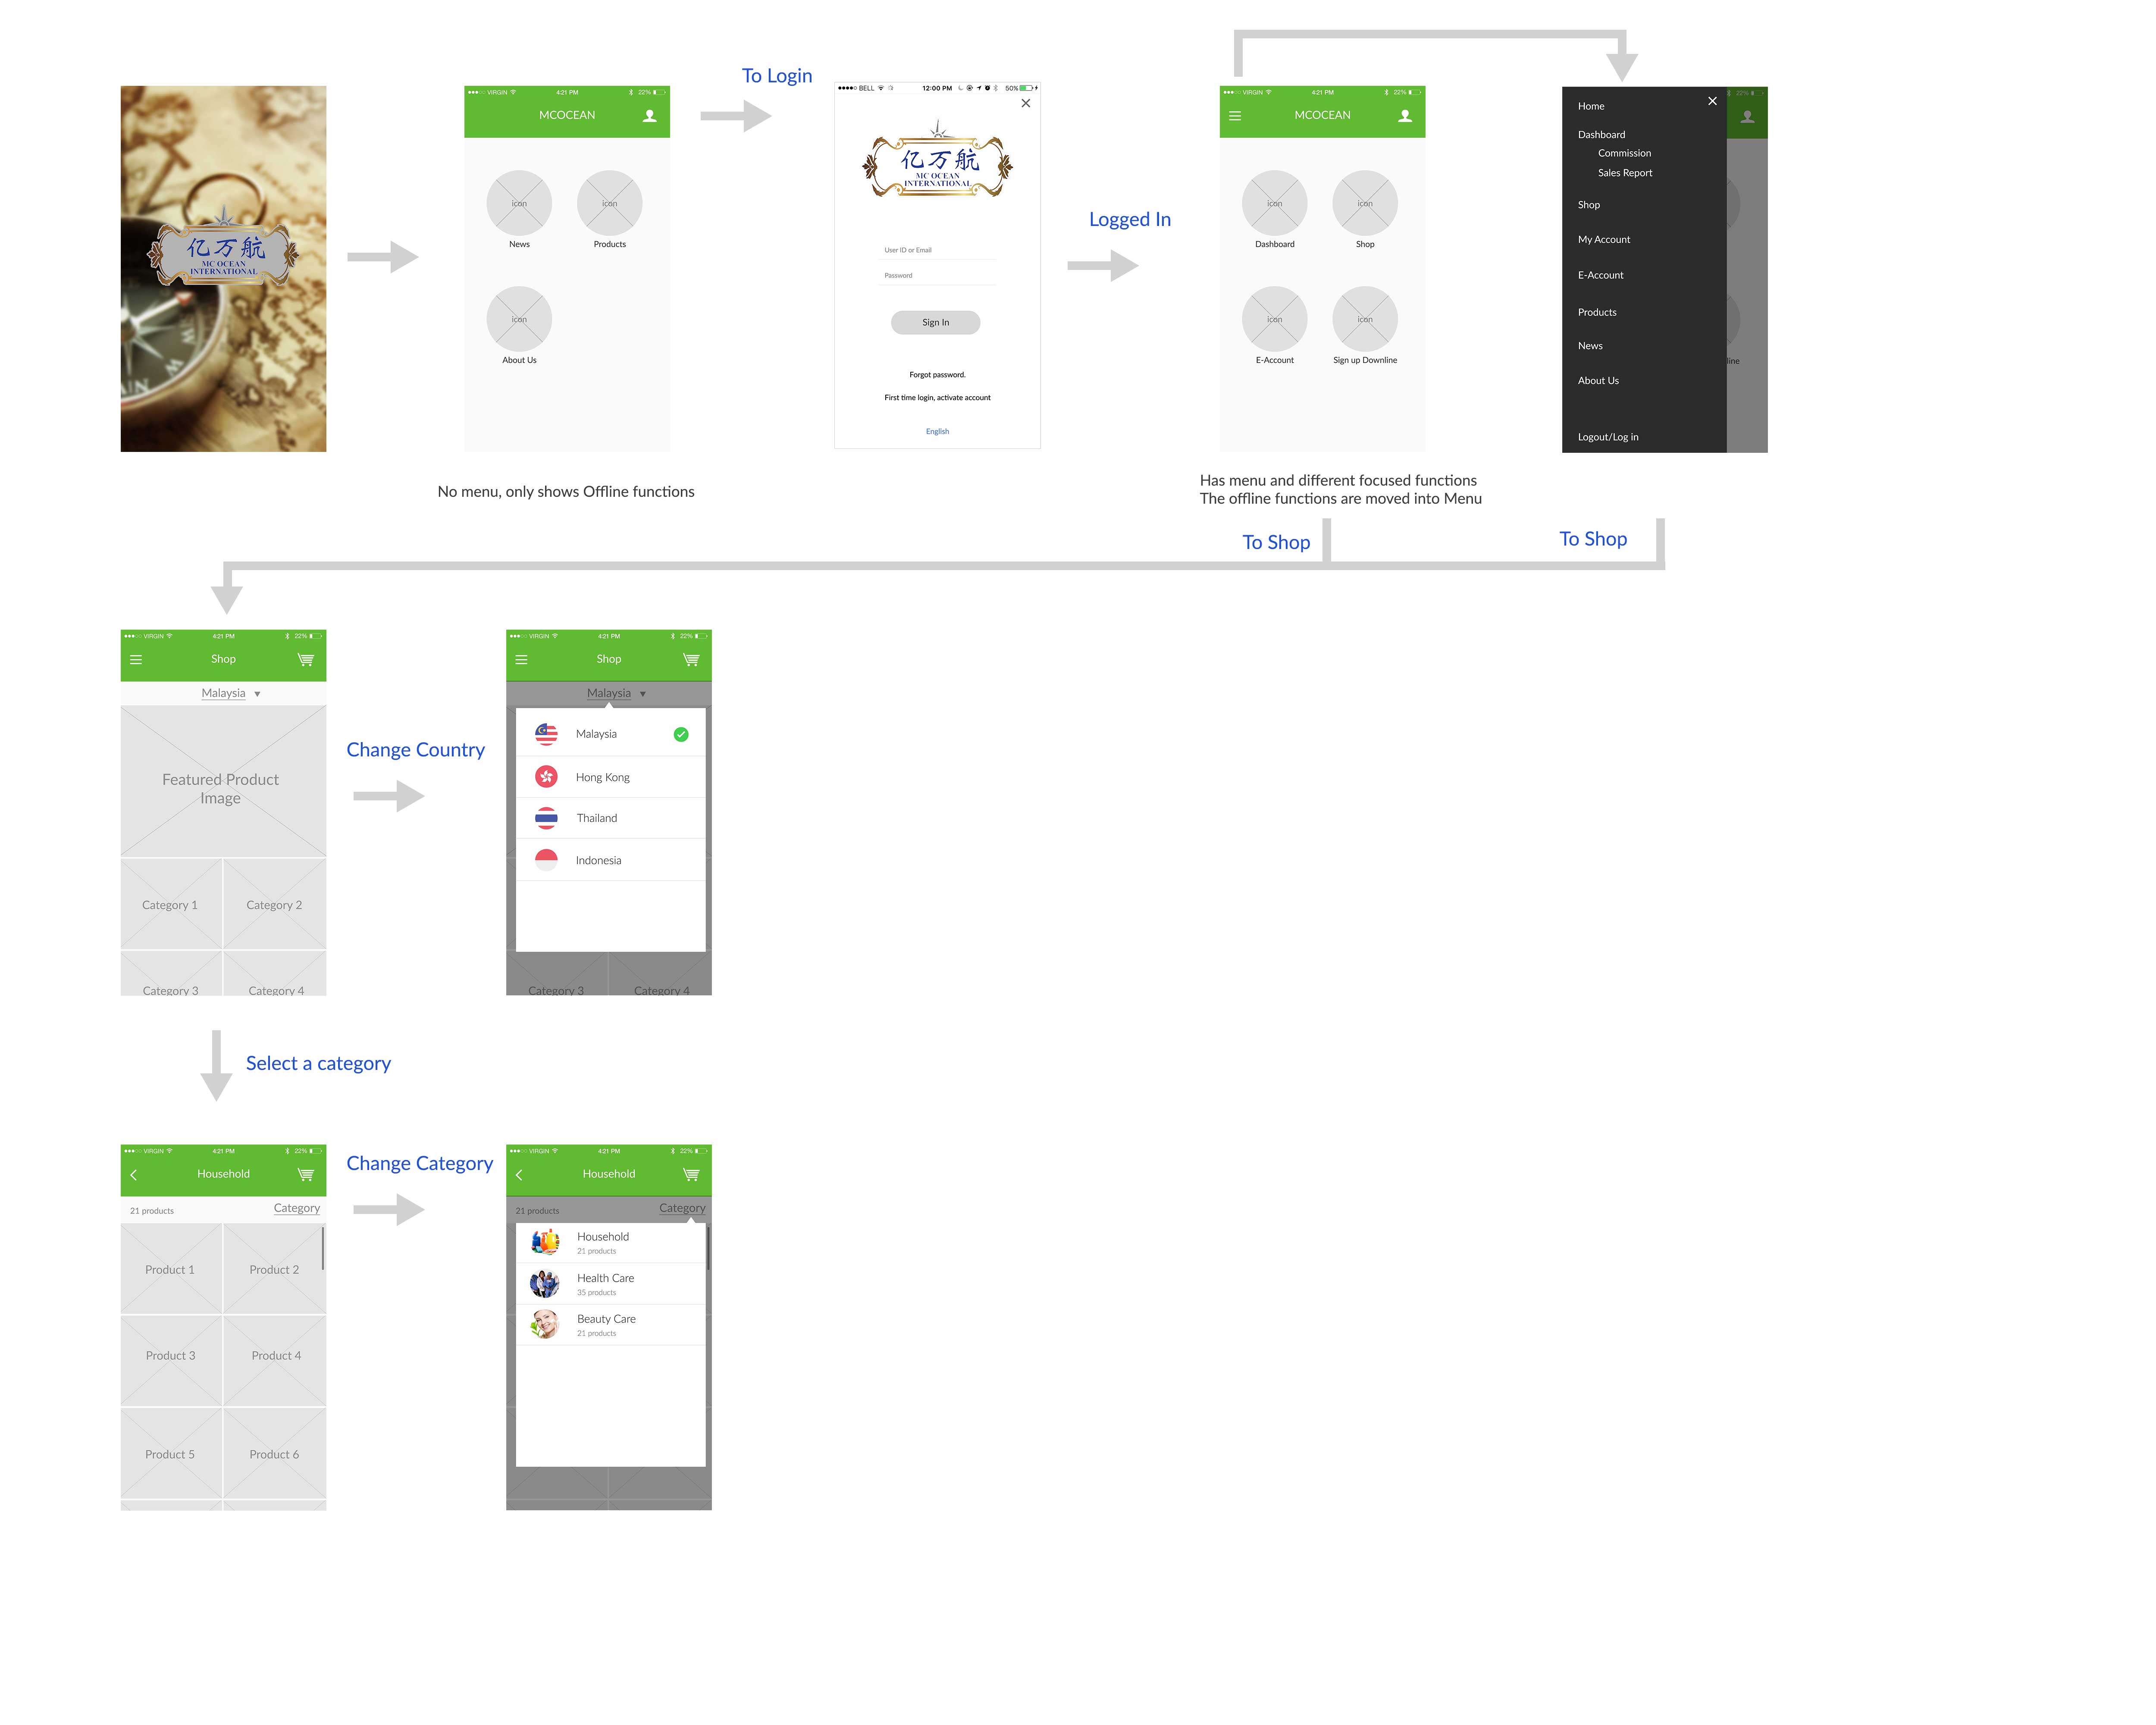 To Login
亿万航
MC OCEAN
INTERNATIONAL
VIRGIN 4:21 PM 22%
MCOCEAN
icon
icon
News
Products
icon
About Us
No menu, only shows Offline functions
BELL 12:00 PM 50%
亿万航
MC OCEAN
INTERNATIONAL
User ID or Email
Password
Sign In
Forgot password.
First time login, activate account
English
Logged In
VIRGIN 4:21 PM 22%
MCOCEAN
icon
icon
Dashboard
Shop
icon
icon
E-Account
Sign up Downline
Has menu and different focused functions
The offline functions are moved into Menu
22%
Home
Dashboard
Commission
Sales Report
Shop
My Account
E-Account
Products
News
About Us
line
Logout/Log in
To Shop
To Shop
VIRGIN 4:21 PM 22%
Shop
Malaysia
Featured Product
Image
Category 1
Category 2
Category 3
Category 4
Change Country
VIRGIN 4:21 PM 22%
Shop
Malaysia
Malaysia
Hong Kong
Thailand
Indonesia
Category 3
Category 4
Select a category
VIRGIN 4:21 PM 22%
Household
21 products
Category
Product 1
Product 2
Product 3
Product 4
Product 5
Product 6
Change Category
VIRGIN 4:21 PM 22%
Household
21 products
Category
Household
21 products
Health Care
35 products
Beauty Care
21 products